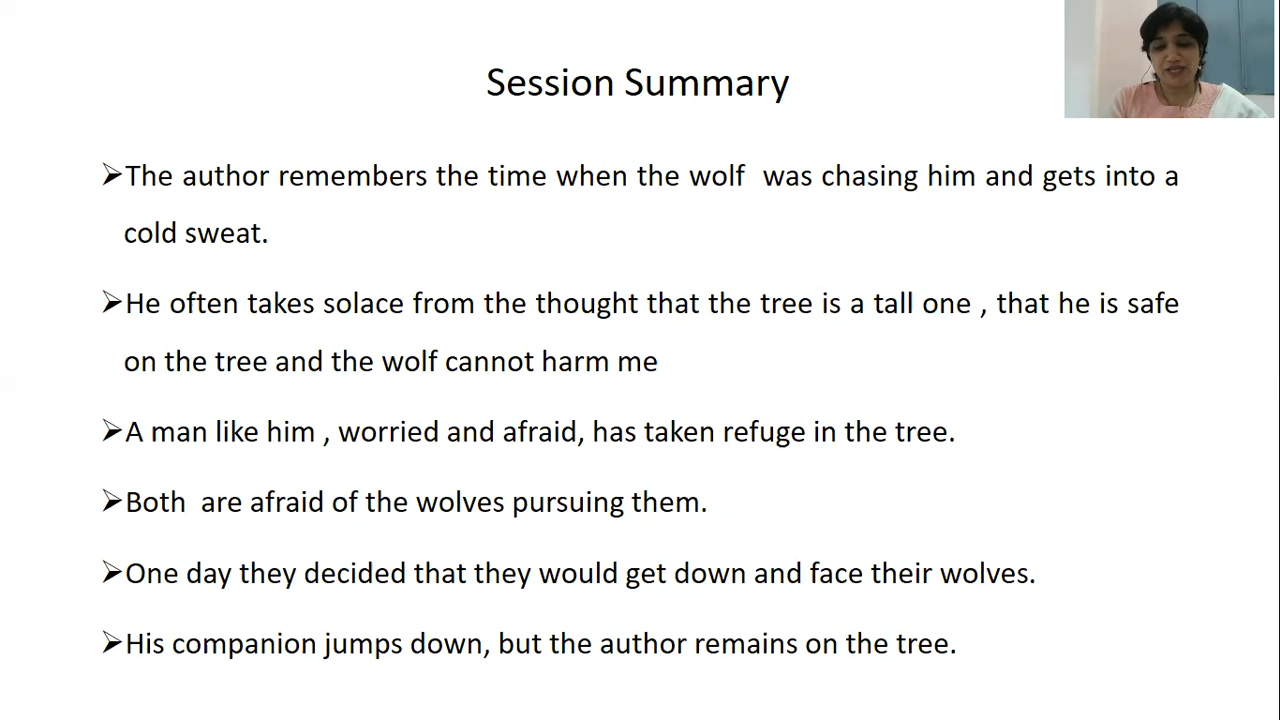 Session Summary
➢The author remembers the time when the wolf  was chasing him and gets into a
cold sweat.
➢He often takes solace from the thought that the tree is a tall one , that he is safe
on the tree and the wolf cannot harm me
➢A man like him , worried and afraid, has taken refuge in the tree.
➢Both  are afraid of the wolves pursuing them.
➢One day they decided that they would get down and face their wolves.
➢His companion jumps down, but the author remains on the tree.